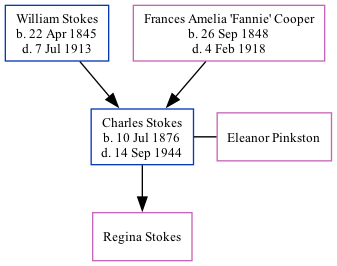 William Stokes
b. 22 Apr 1845
d. 7 Jul 1913
Frances Amelia 'Fannie' Cooper
b. 26 Sep 1848
d. 4 Feb 1918
Charles Stokes
b. 10 Jul 1876
d. 14 Sep 1944
Eleanor Pinkston
Regina Stokes